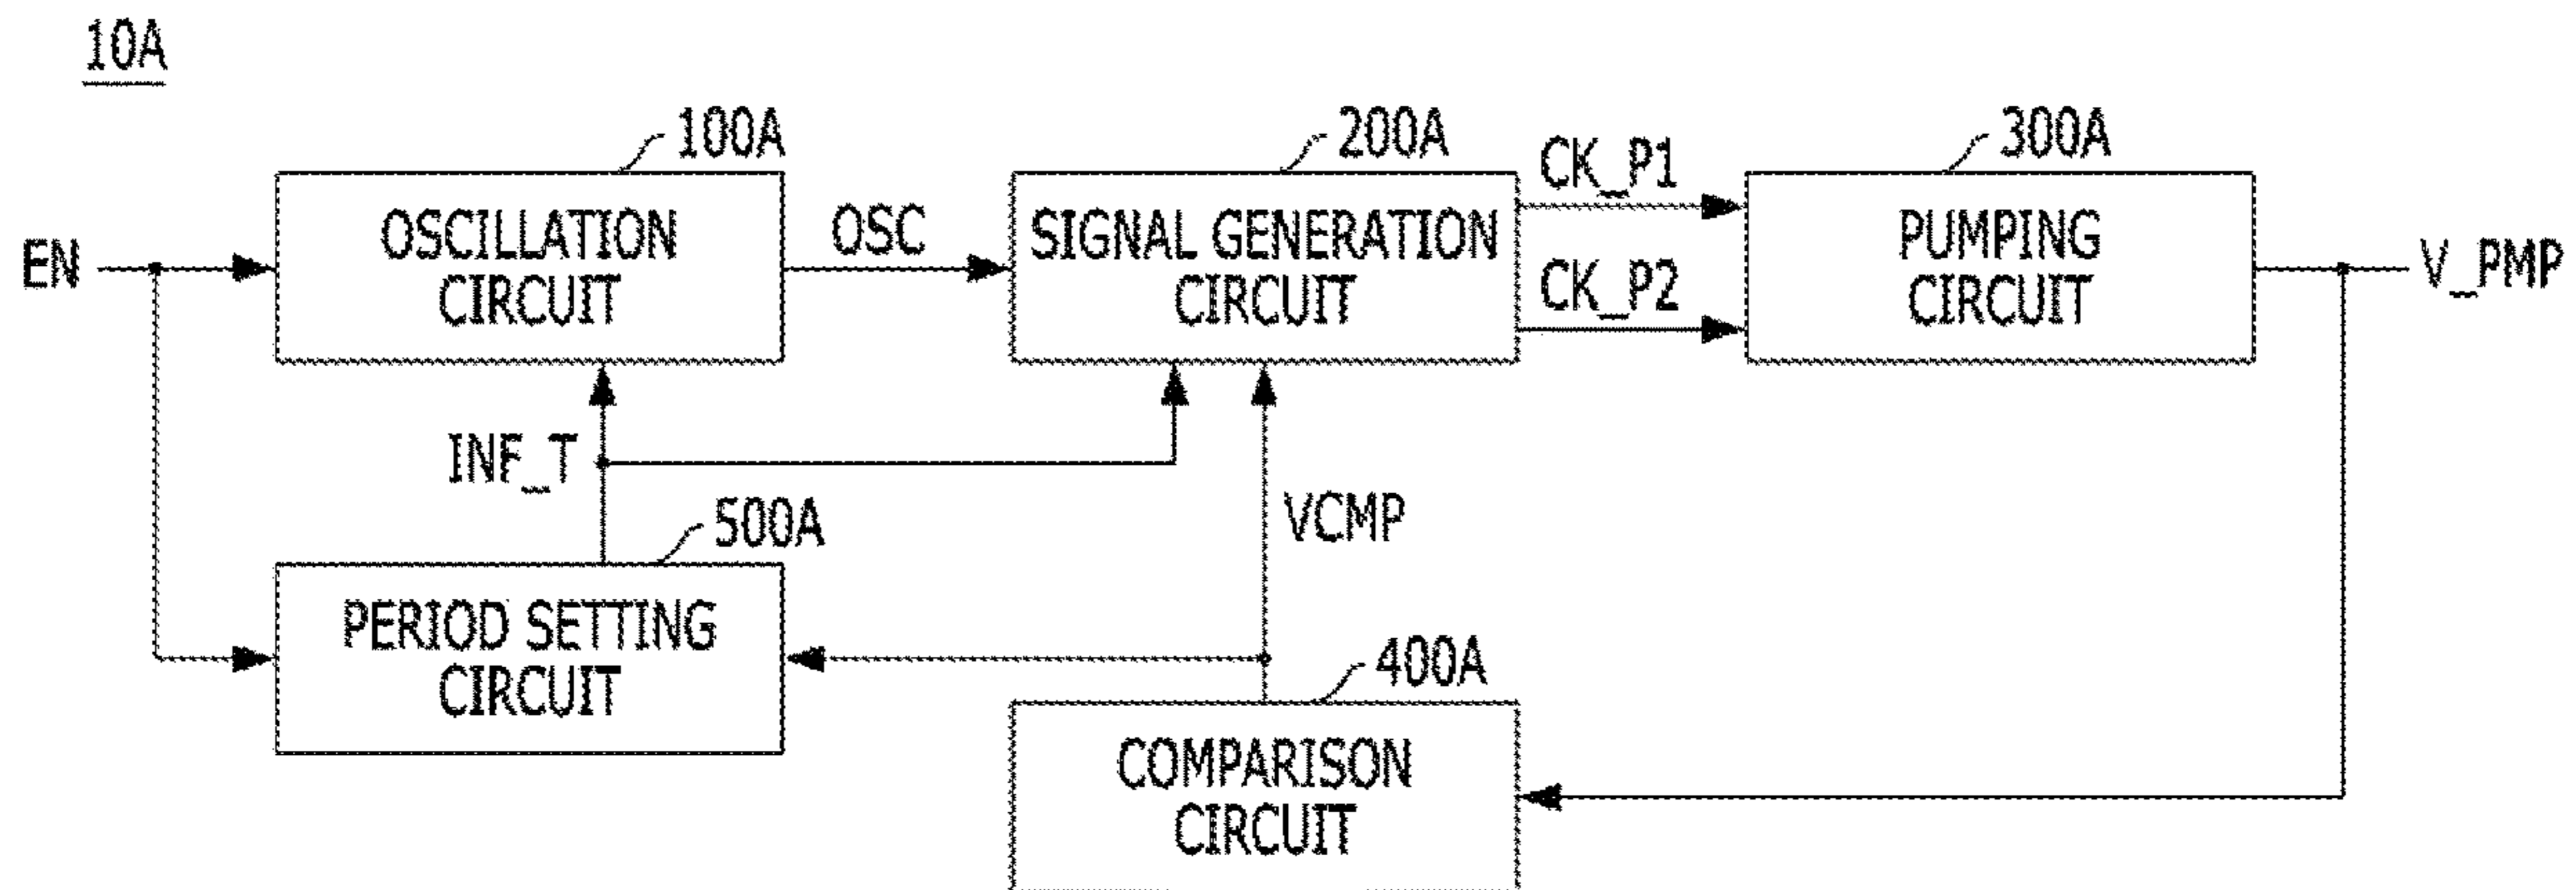 10A
100A
200A
300A
OSCILLATION
CIRCUIT
SIGNAL GENERATION
CIRCUIT
PUMPING
CIRCUIT
EN
OSC
CK_P1
CK_P2
V_PMP
INF_T
VCMP
500A
PERIOD SETTING
CIRCUIT
400A
COMPARISON
CIRCUIT